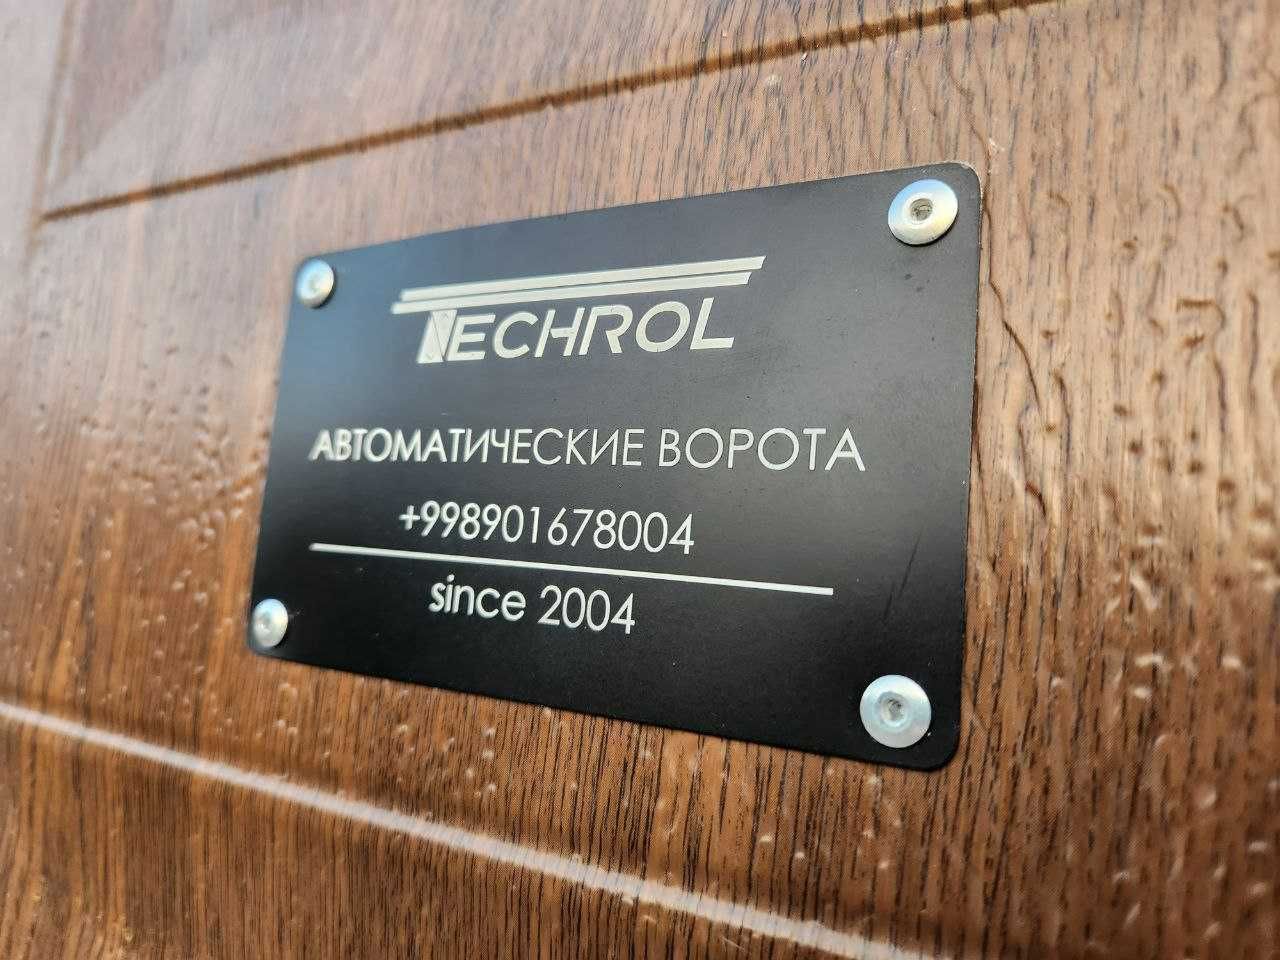 TECHROL
АВТОМАТИЧЕСКИЕ ВОРОТА
+998901678004
since 2004